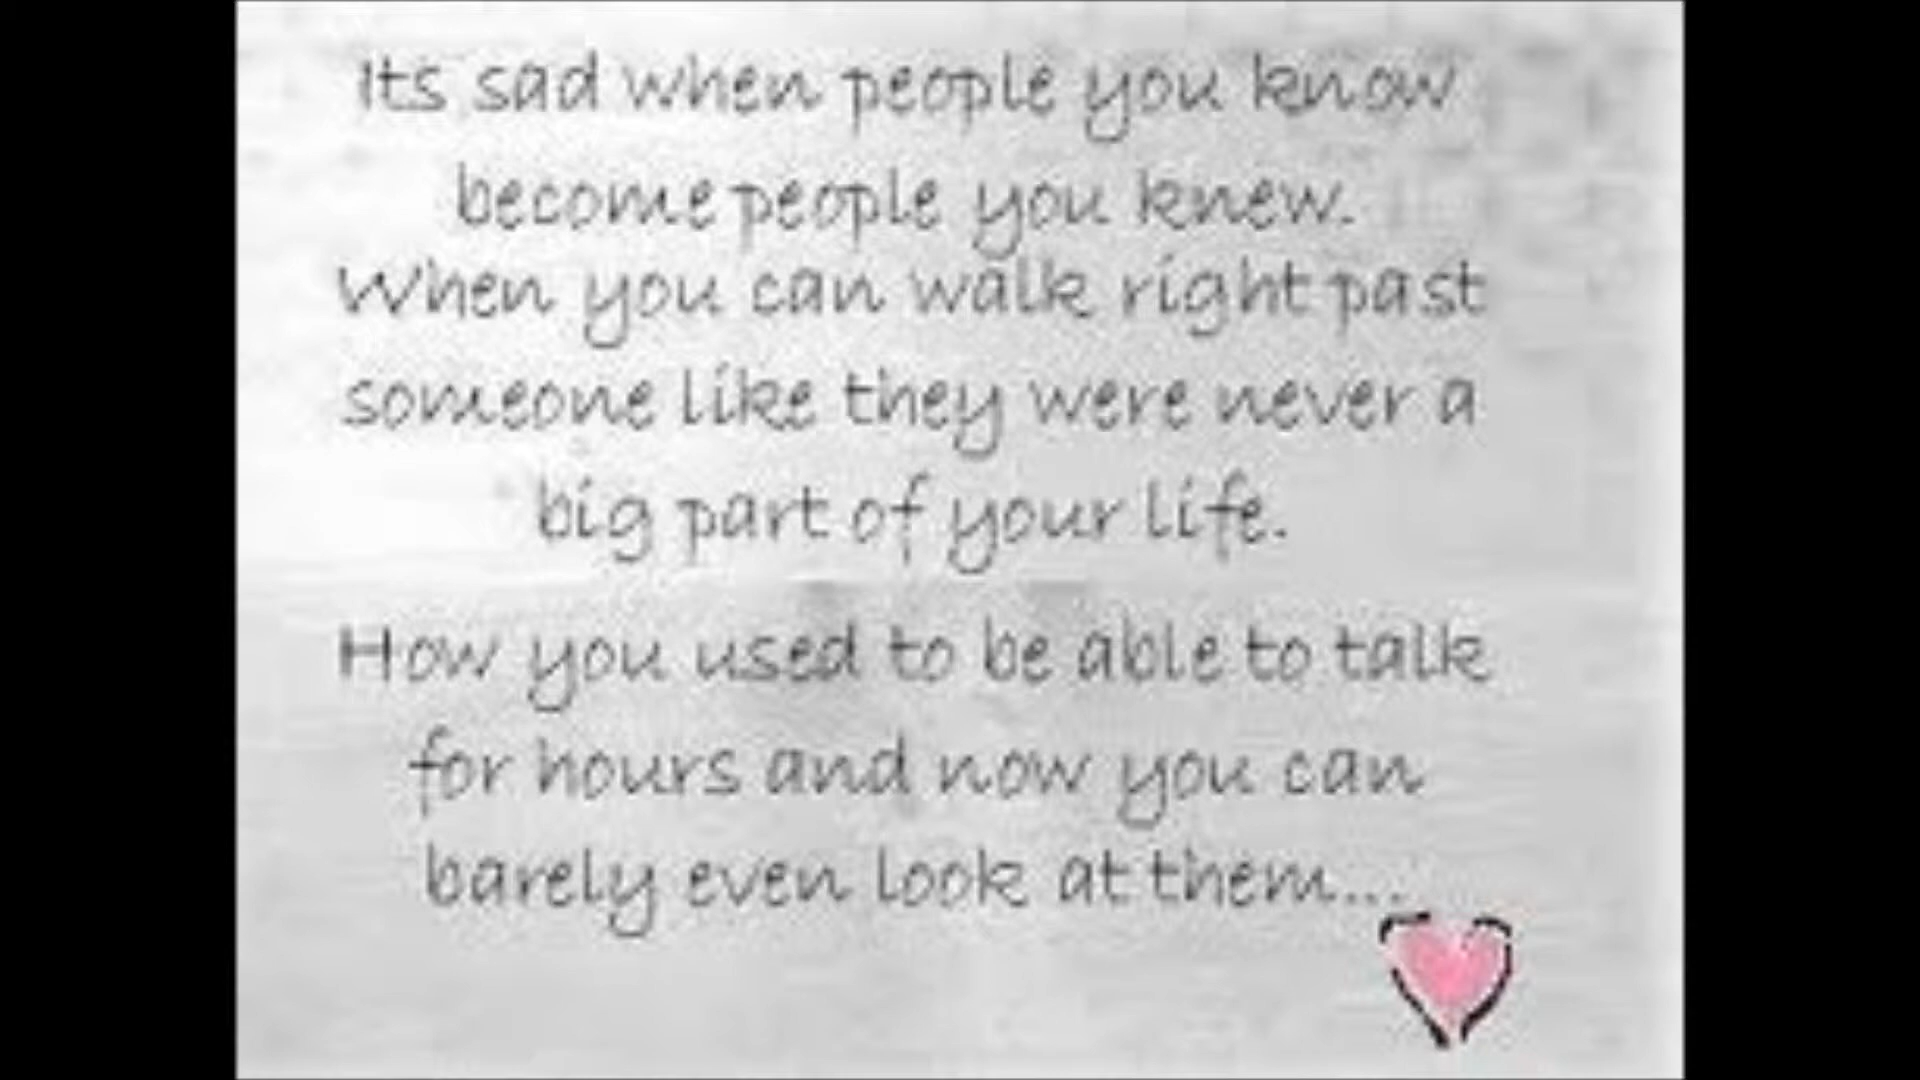 Its sad when people you know
become people you knew.
When you can walk right past
someone like they were never a
big part of your life.
How you used to be able to talk
for hours and now you can
barely even look at them...